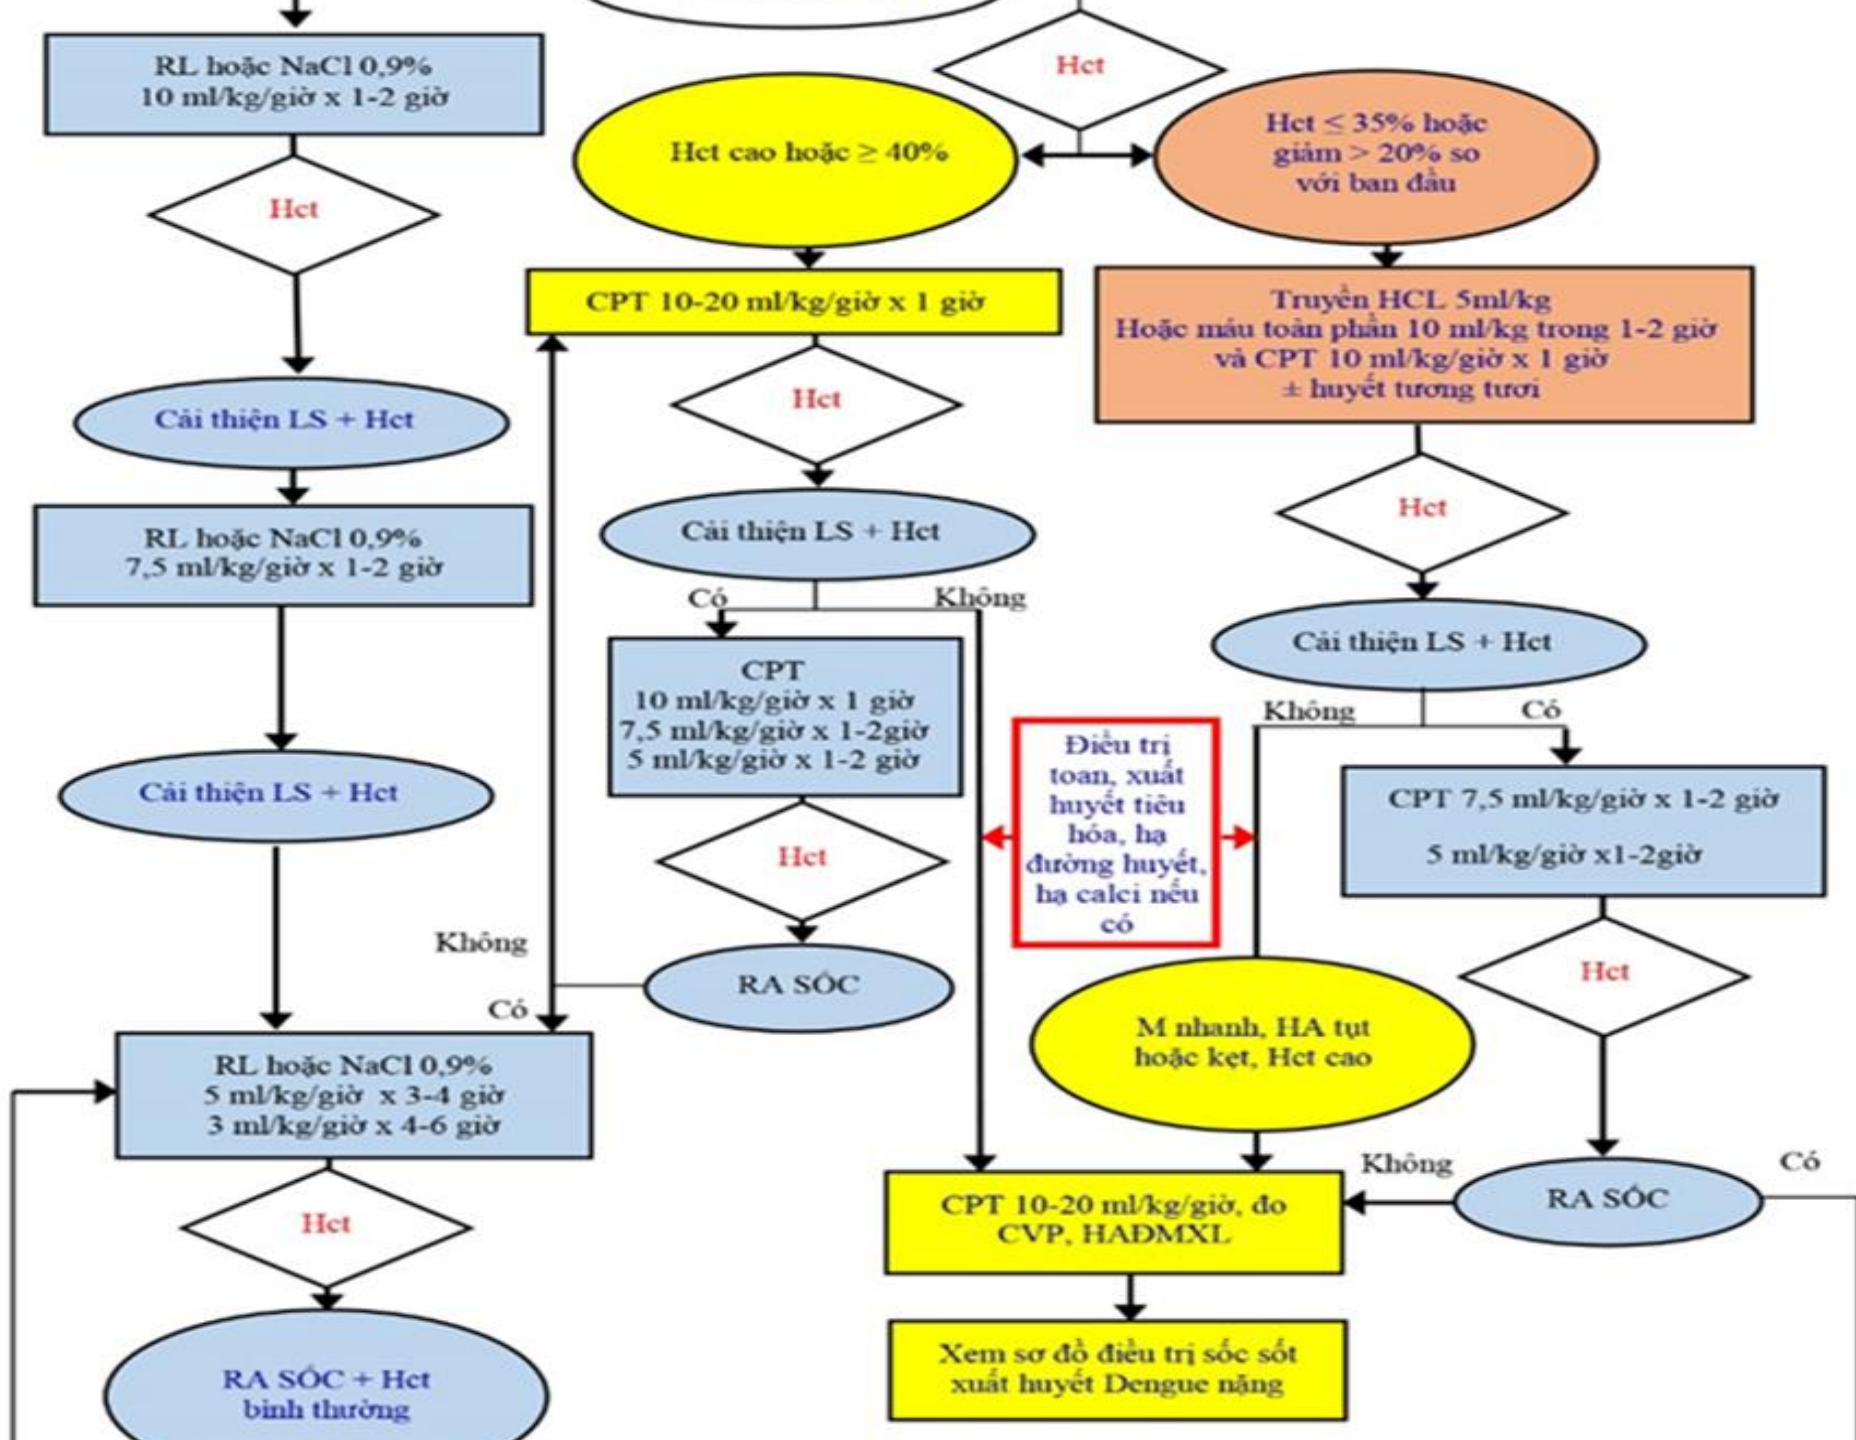 RL hoặc NaCl 0,9%
10 ml/kg/giờ x 1-2 giờ
Hct
Cải thiện LS + Hct
RL hoặc NaCl 0,9%
7,5 ml/kg/giờ x 1-2 giờ
Cải thiện LS + Hct
Không
Có
RL hoặc NaCl 0,9%
5 ml/kg/giờ x 3-4 giờ
3 ml/kg/giờ x 4-6 giờ
Hct
RA SỐC + Hct
bình thường
Hct
Hct cao hoặc ≥ 40%
CPT 10-20 ml/kg/giờ x 1 giờ
Hct
Cải thiện LS + Hct
Có
Không
CPT
10 ml/kg/giờ x 1 giờ
7,5 ml/kg/giờ x 1-2giờ
5 ml/kg/giờ x 1-2 giờ
Hct
RA SỐC
Hct ≤ 35% hoặc
giảm > 20% so
với ban đầu
Truyền HCL 5ml/kg
Hoặc máu toàn phần 10 ml/kg trong 1-2 giờ
và CPT 10 ml/kg/giờ x 1 giờ
± huyết tương tươi
Hct
Cải thiện LS + Hct
Không
Có
Điều trị
toan, xuất
huyết tiêu
hóa, hạ
đường huyết,
hạ calci nếu
có
CPT 7,5 ml/kg/giờ x 1-2 giờ
5 ml/kg/giờ x1-2giờ
Hct
M nhanh, HA tụt
hoặc kẹt, Hct cao
Không
Có
RA SỐC
CPT 10-20 ml/kg/giờ, đo
CVP, HAĐMXL
Xem sơ đồ điều trị sốc sốt
xuất huyết Dengue nặng